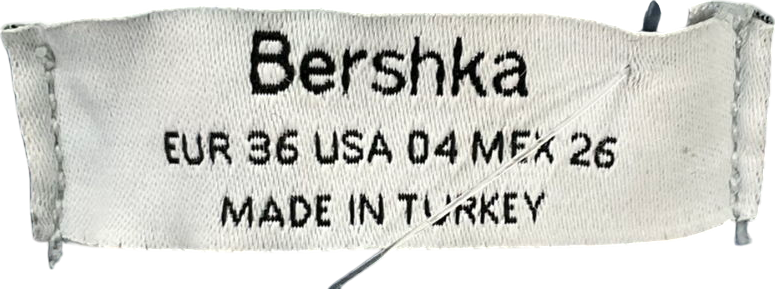 Bershka
EUR 36 USA 04 MEX 26
MADE IN TURKEY